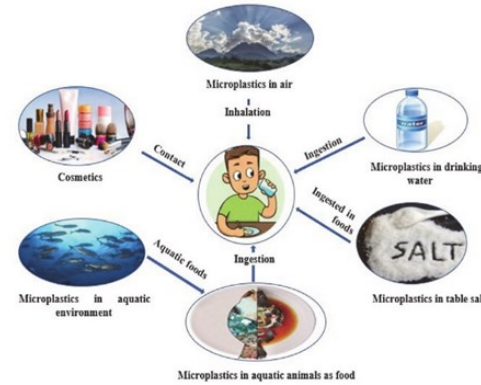 Microplastics in air
Inhalation
Cosmetics
Contact
Water
Ingestion
Microplastics in drinking
water
Ingested in
foods
SALT
Microplastics in table sal
Aquatic foods
Ingestion
Microplastics in aquatic
environment
Microplastics in aquatic animals as food